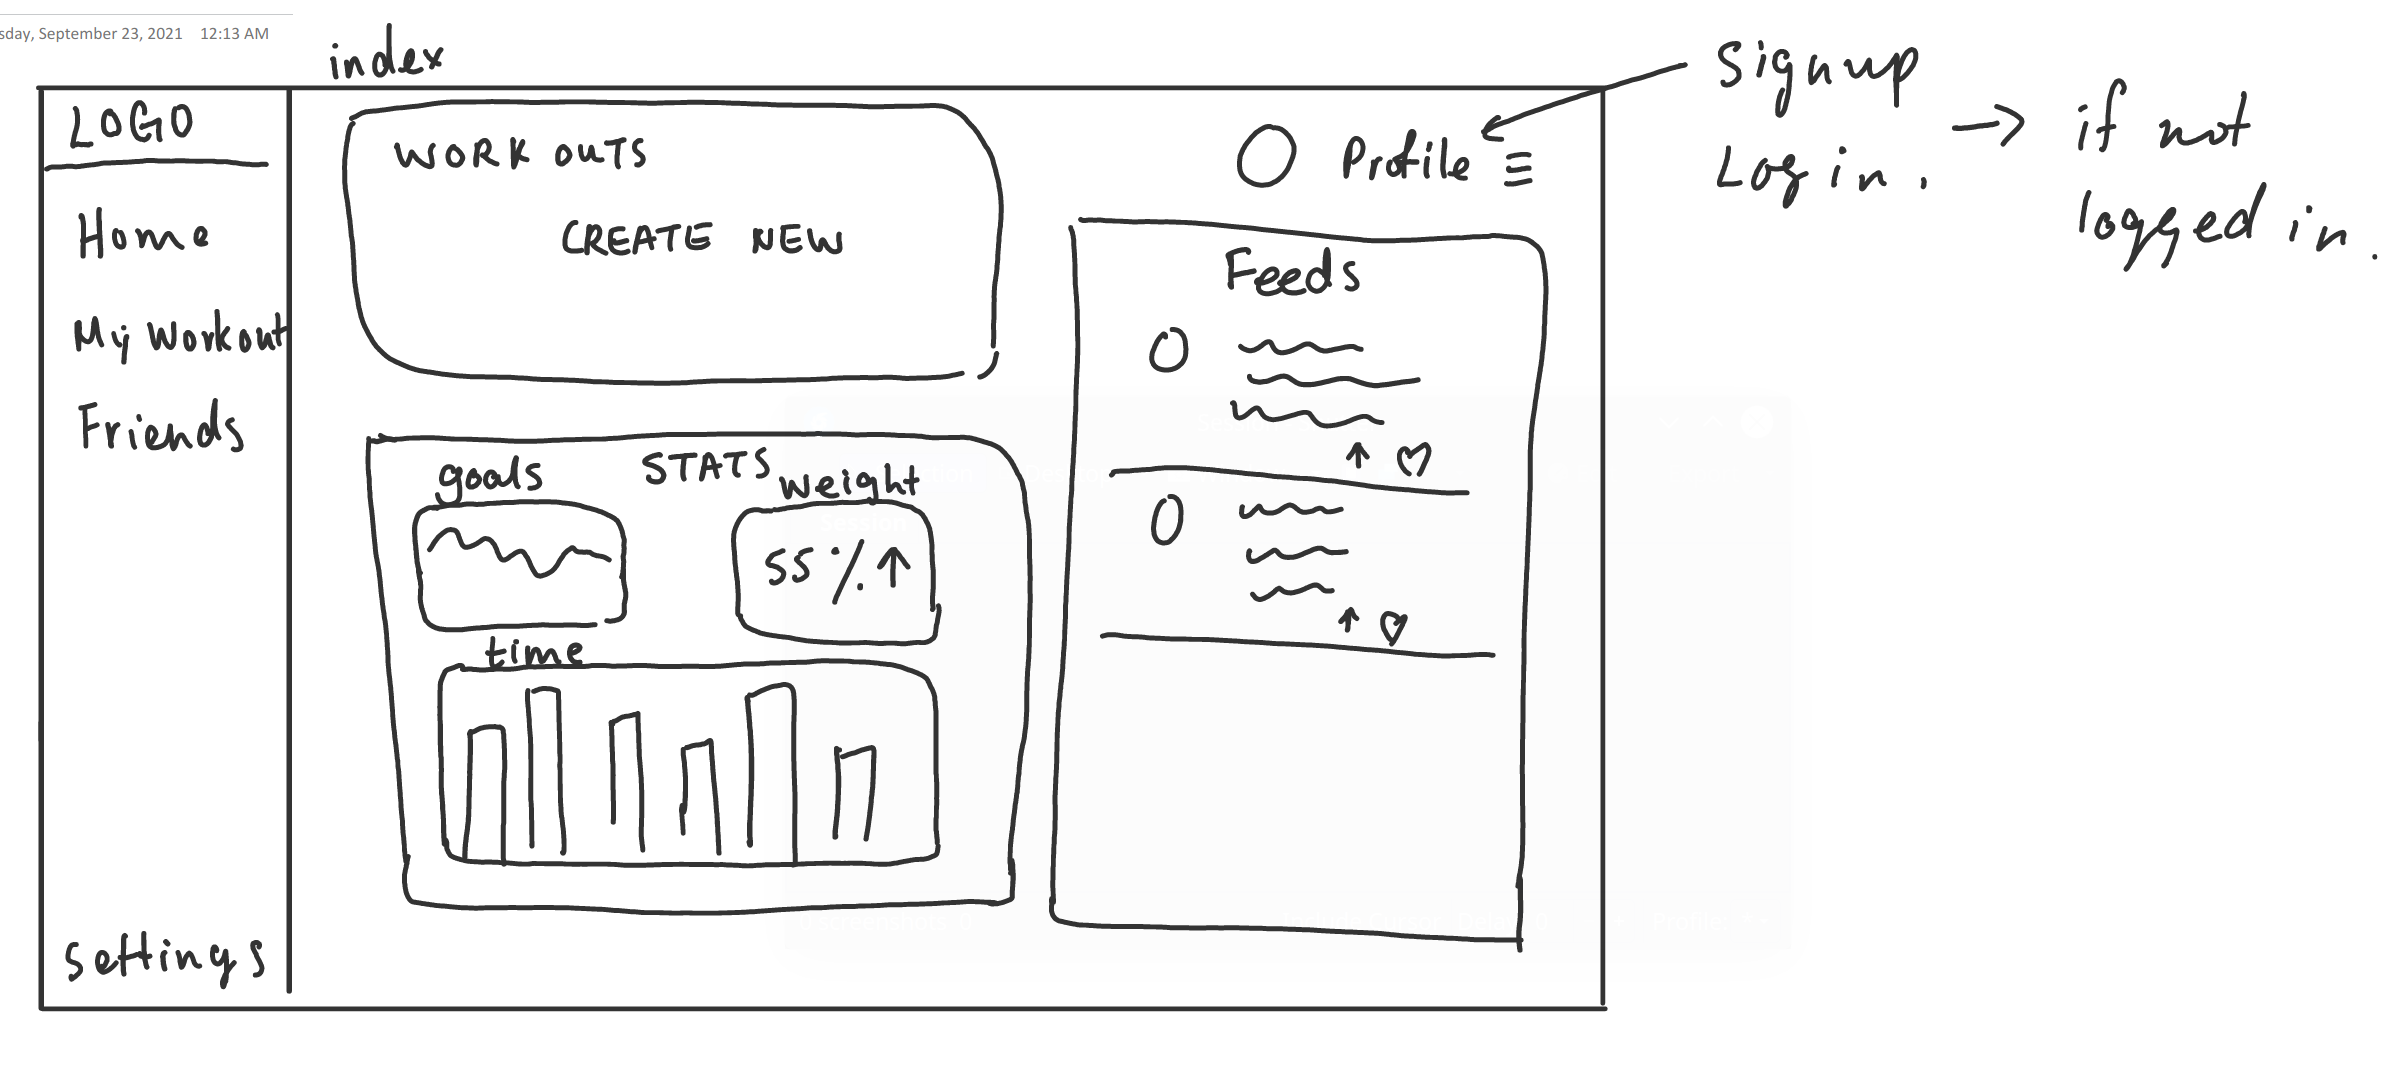 sday, September 23, 2021 12:13 AM
index
LOGO
Home
My Workout
Friends
settings
WORK OUTS
CREATE NEW
STATS
goals
weight
55%↑
time
Profile
Feeds
Signup
Log in.
→ if not
logged in.